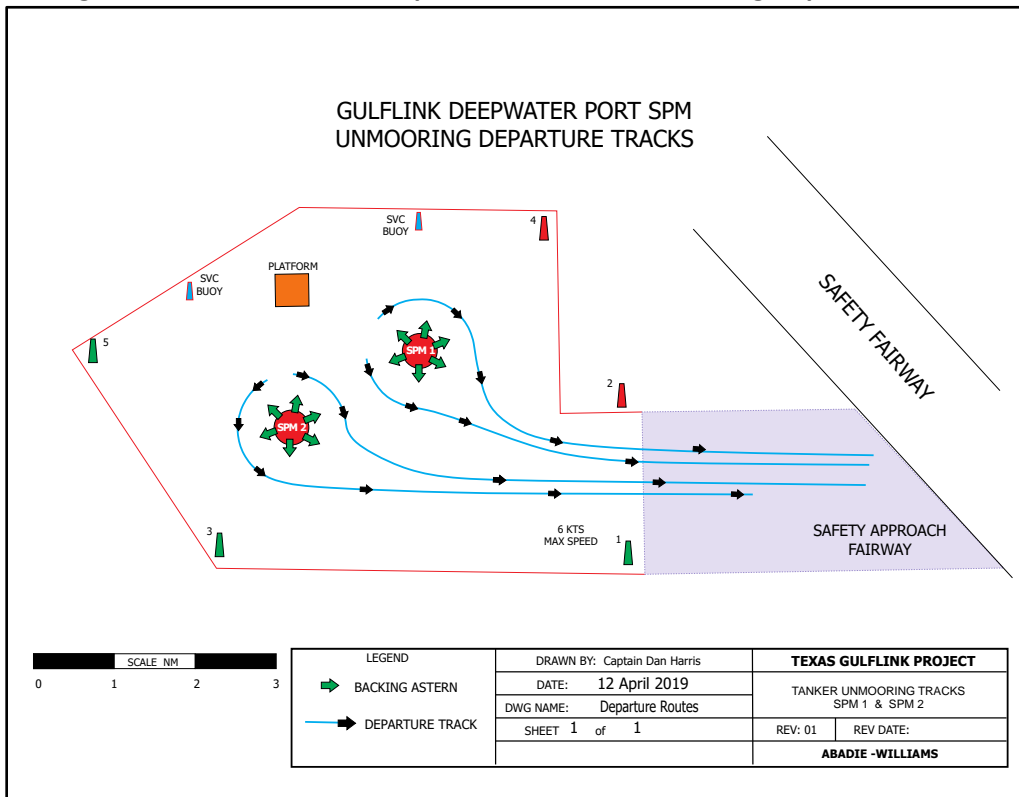 GULFLINK DEEPWATER PORT SPM
UNMOORING DEPARTURE TRACKS
SVC
BUOY
4
PLATFORM
SVC
BUOY
SAFETY FAIRWAY
5
SPM 1
2
SPM 2
3
6 KTS
MAX SPEED
1
SAFETY APPROACH
FAIRWAY
SCALE NM
0 1 2 3
LEGEND
BACKING ASTERN
DEPARTURE TRACK
DRAWN BY: Captain Dan Harris
DATE: 12 April 2019
DWG NAME: Departure Routes
SHEET 1 of 1
TEXAS GULFLINK PROJECT
TANKER UNMOORING TRACKS
SPM 1 & SPM 2
REV: 01 REV DATE:
ABADIE -WILLIAMS